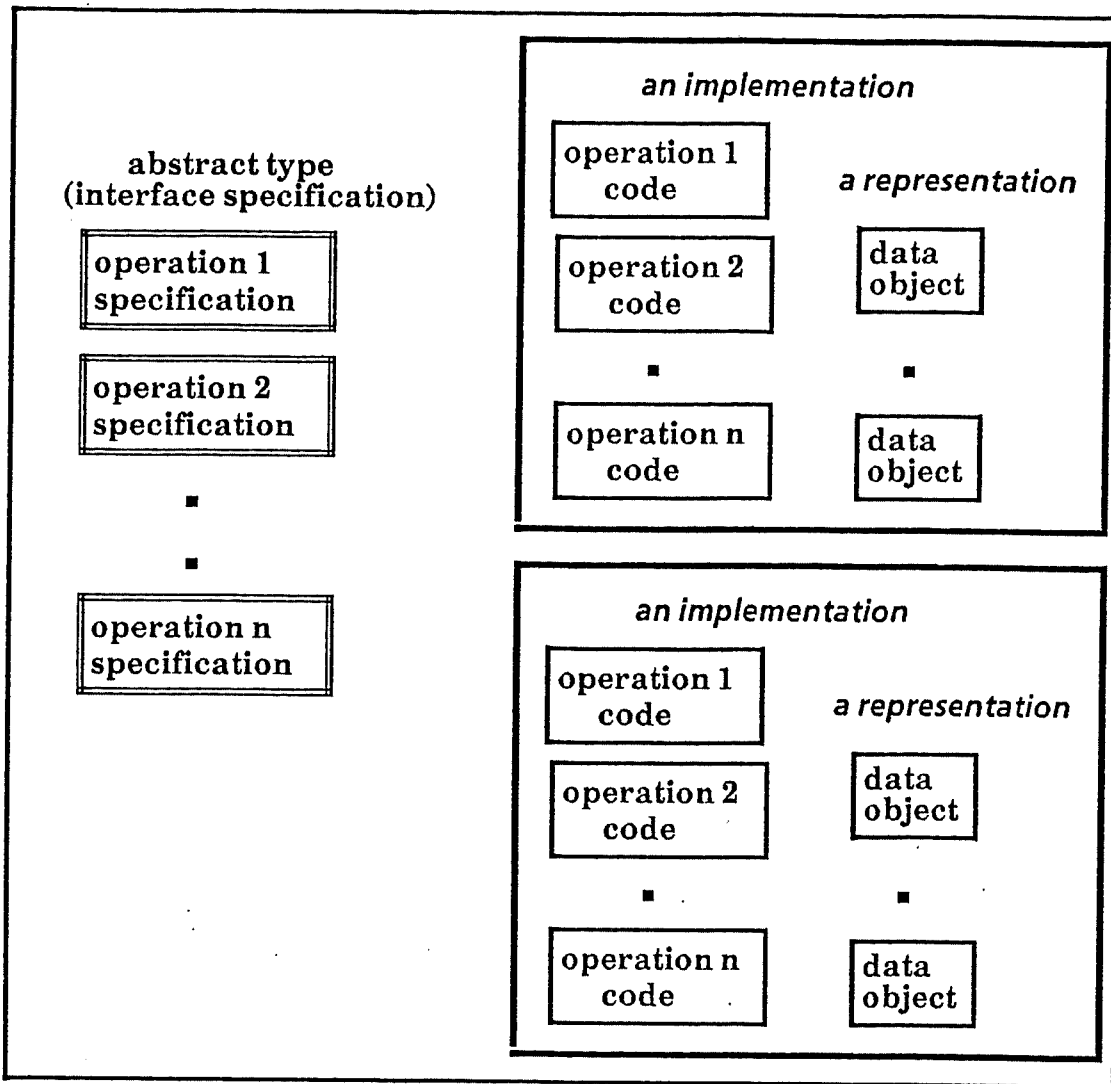 abstract type
(interface specification)
operation 1
specification
operation 2
specification
operation n
specification
an implementation
operation 1
code
a representation
operation 2
code
data
object
operation n
code
data
object
an implementation
operation 1
code
a representation
operation 2
code
data
object
operation n
code
data
object